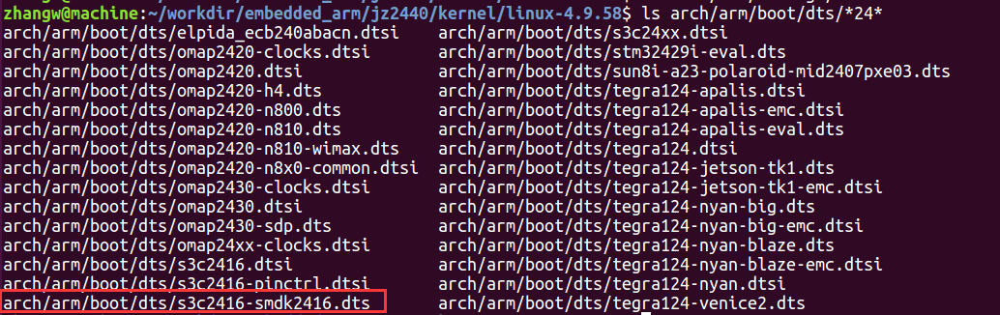 zhangw@machine:~/workdir/embedded_arm/jz2440/kernel/linux-4.9.58$ ls arch/arm/boot/dts/*24*
arch/arm/boot/dts/elpida_ecb240abacn.dtsi arch/arm/boot/dts/s3c24xx.dtsi
arch/arm/boot/dts/omap2420-clocks.dtsi arch/arm/boot/dts/stm32429i-eval.dts
arch/arm/boot/dts/omap2420.dtsi arch/arm/boot/dts/sun8i-a23-polaroid-mid2407pxe03.dts
arch/arm/boot/dts/omap2420-h4.dts arch/arm/boot/dts/tegra124-apalis.dtsi
arch/arm/boot/dts/omap2420-n800.dts arch/arm/boot/dts/tegra124-apalis-emc.dtsi
arch/arm/boot/dts/omap2420-n810.dts arch/arm/boot/dts/tegra124-apalis-eval.dts
arch/arm/boot/dts/omap2420-n810-wimax.dts arch/arm/boot/dts/tegra124.dtsi
arch/arm/boot/dts/omap2420-n8x0-common.dtsi arch/arm/boot/dts/tegra124-jetson-tk1.dts
arch/arm/boot/dts/omap2430-clocks.dtsi arch/arm/boot/dts/tegra124-jetson-tk1-emc.dtsi
arch/arm/boot/dts/omap2430.dtsi arch/arm/boot/dts/tegra124-nyan-big.dts
arch/arm/boot/dts/omap2430-sdp.dts arch/arm/boot/dts/tegra124-nyan-big-emc.dtsi
arch/arm/boot/dts/omap24xx-clocks.dtsi arch/arm/boot/dts/tegra124-nyan-blaze.dts
arch/arm/boot/dts/s3c2416.dtsi arch/arm/boot/dts/tegra124-nyan-blaze-emc.dtsi
arch/arm/boot/dts/s3c2416-pinctrl.dtsi arch/arm/boot/dts/tegra124-nyan.dtsi
arch/arm/boot/dts/s3c2416-smdk2416.dts arch/arm/boot/dts/tegra124-venice2.dts